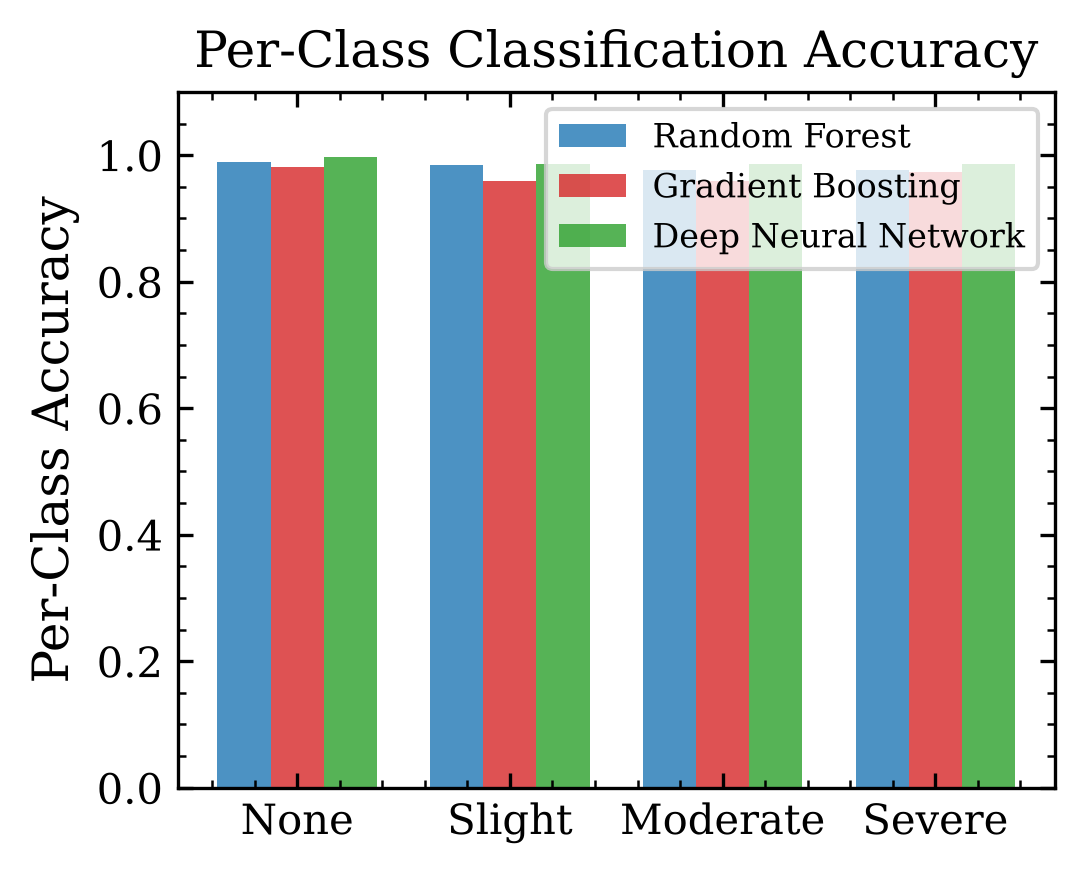 Per-Class Classification Accuracy
Per-Class Accuracy
1.0
0.8
0.6
0.4
0.2
0.0
Random Forest
Gradient Boosting
Deep Neural Network
None Slight Moderate Severe